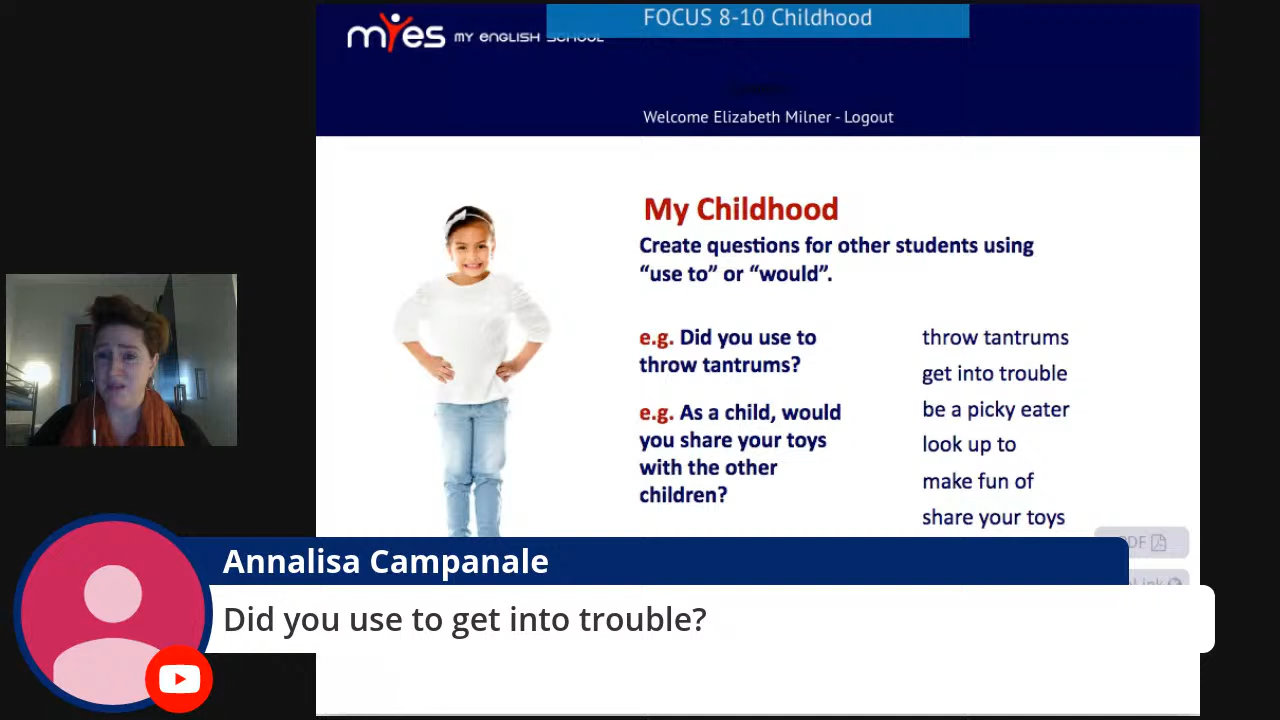 FOCUS 8-10 Childhood
myes MY ENGLISH SCHOOL
Welcome Elizabeth Milner - Logout
My Childhood
Create questions for other students using
“use to” or “would”.
e.g. Did you use to
throw tantrums?
e.g. As a child, would
you share your toys
with the other
children?
throw tantrums
get into trouble
be a picky eater
look up to
make fun of
share your toys
PDF
Link
Annalisa Campanale
Did you use to get into trouble?